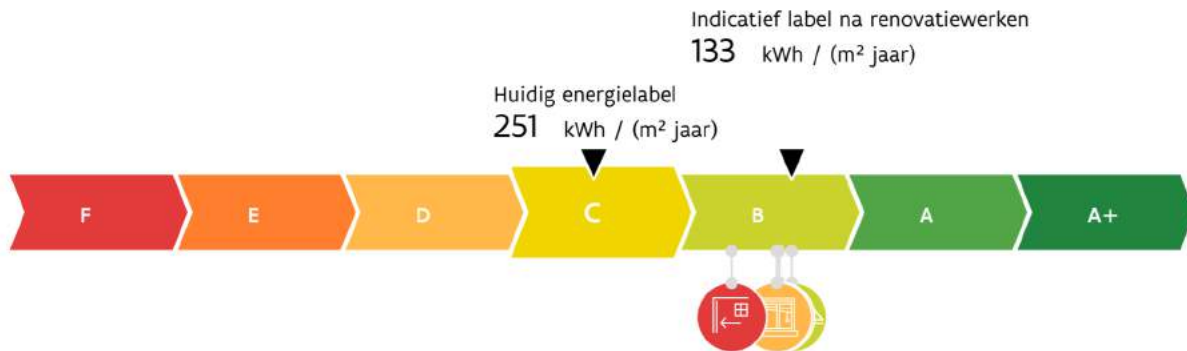 Indicatief label na renovatiewerken
133 kWh / (m² jaar)
Huidig energielabel
251 kWh / (m² jaar)
F E D C B A A+